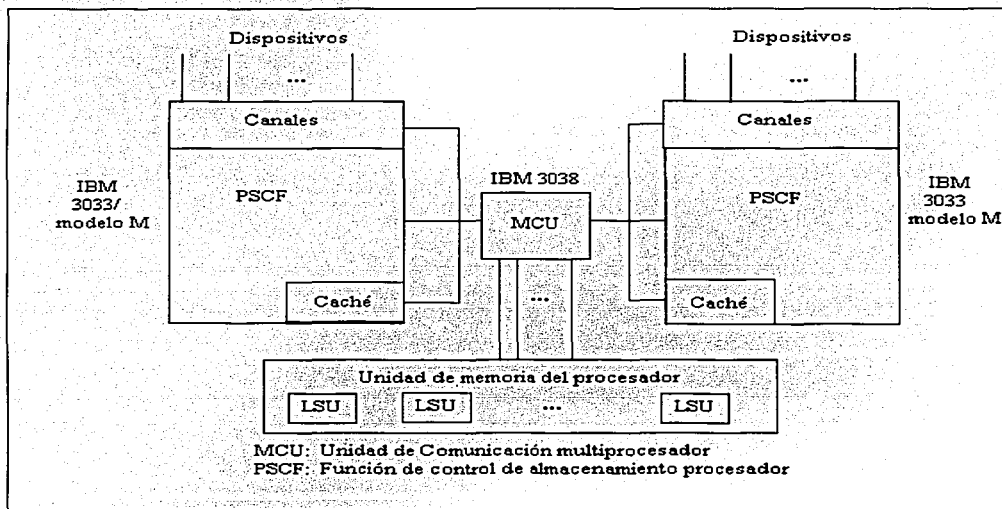 Dispositivos
...
Canales
PSCF
Caché
IBM
3033/
modelo M
IBM 3038
MCU
...
Dispositivos
...
Canales
PSCF
Caché
IBM
3033
modelo M
Unidad de memoria del procesador
LSU
LSU
...
LSU
MCU: Unidad de Comunicación multiprocesador
PSCF: Función de control de almacenamiento procesador